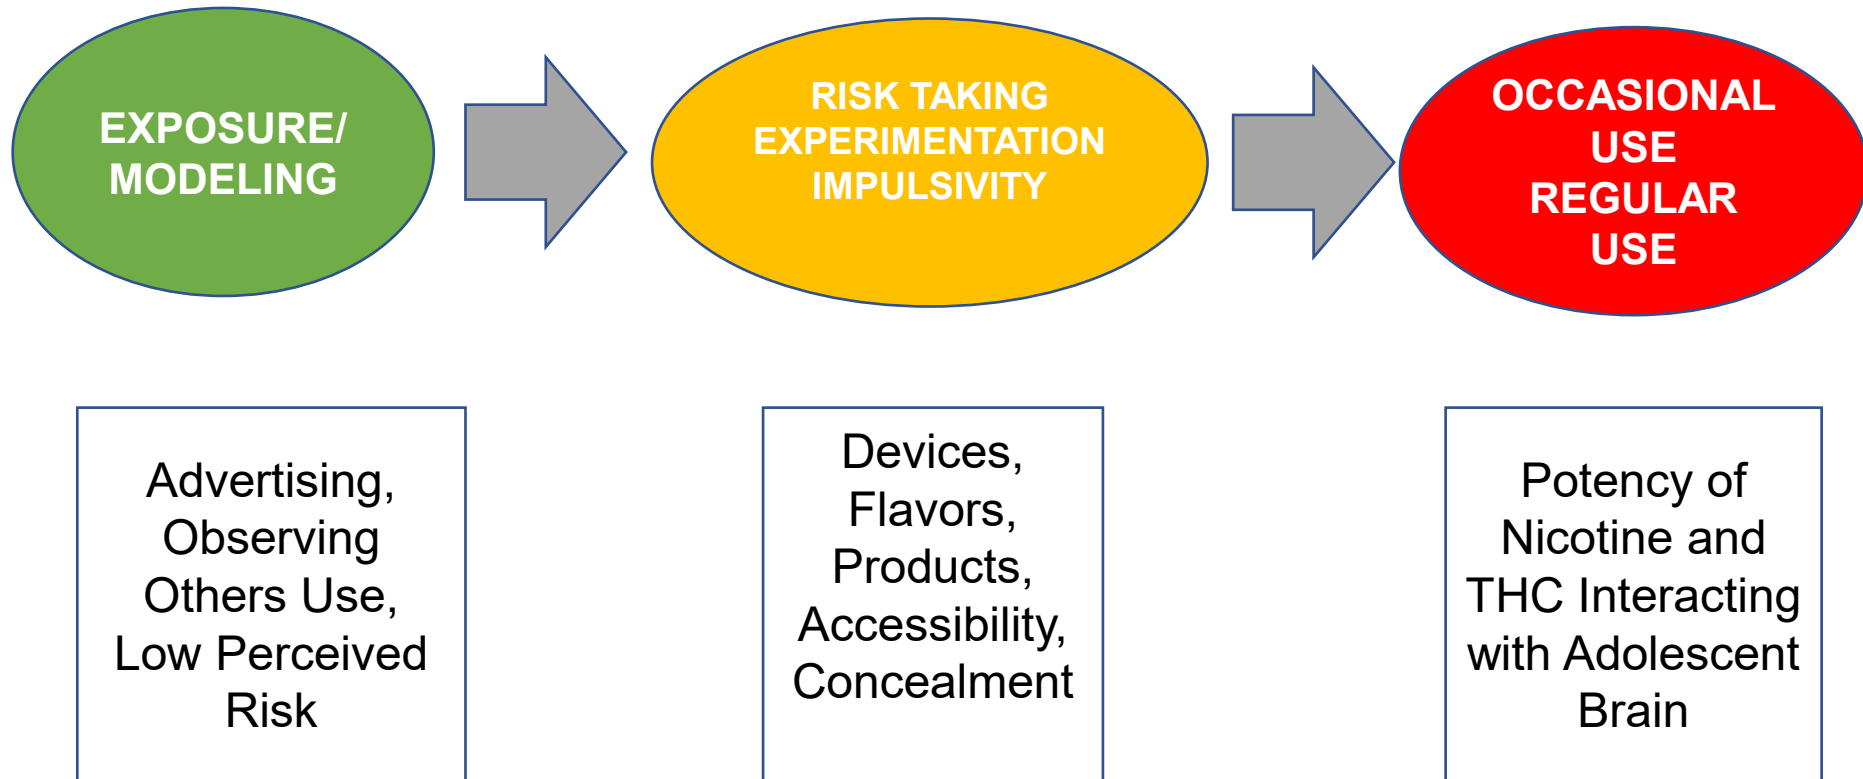 EXPOSURE/
MODELING
RISK TAKING
EXPERIMENTATION
IMPULSIVITY
OCCASIONAL
USE
REGULAR
USE
Advertising,
Observing
Others Use,
Low Perceived
Risk
Devices,
Flavors,
Products,
Accessibility,
Concealment
Potency of
Nicotine and
THC Interacting
with Adolescent
Brain